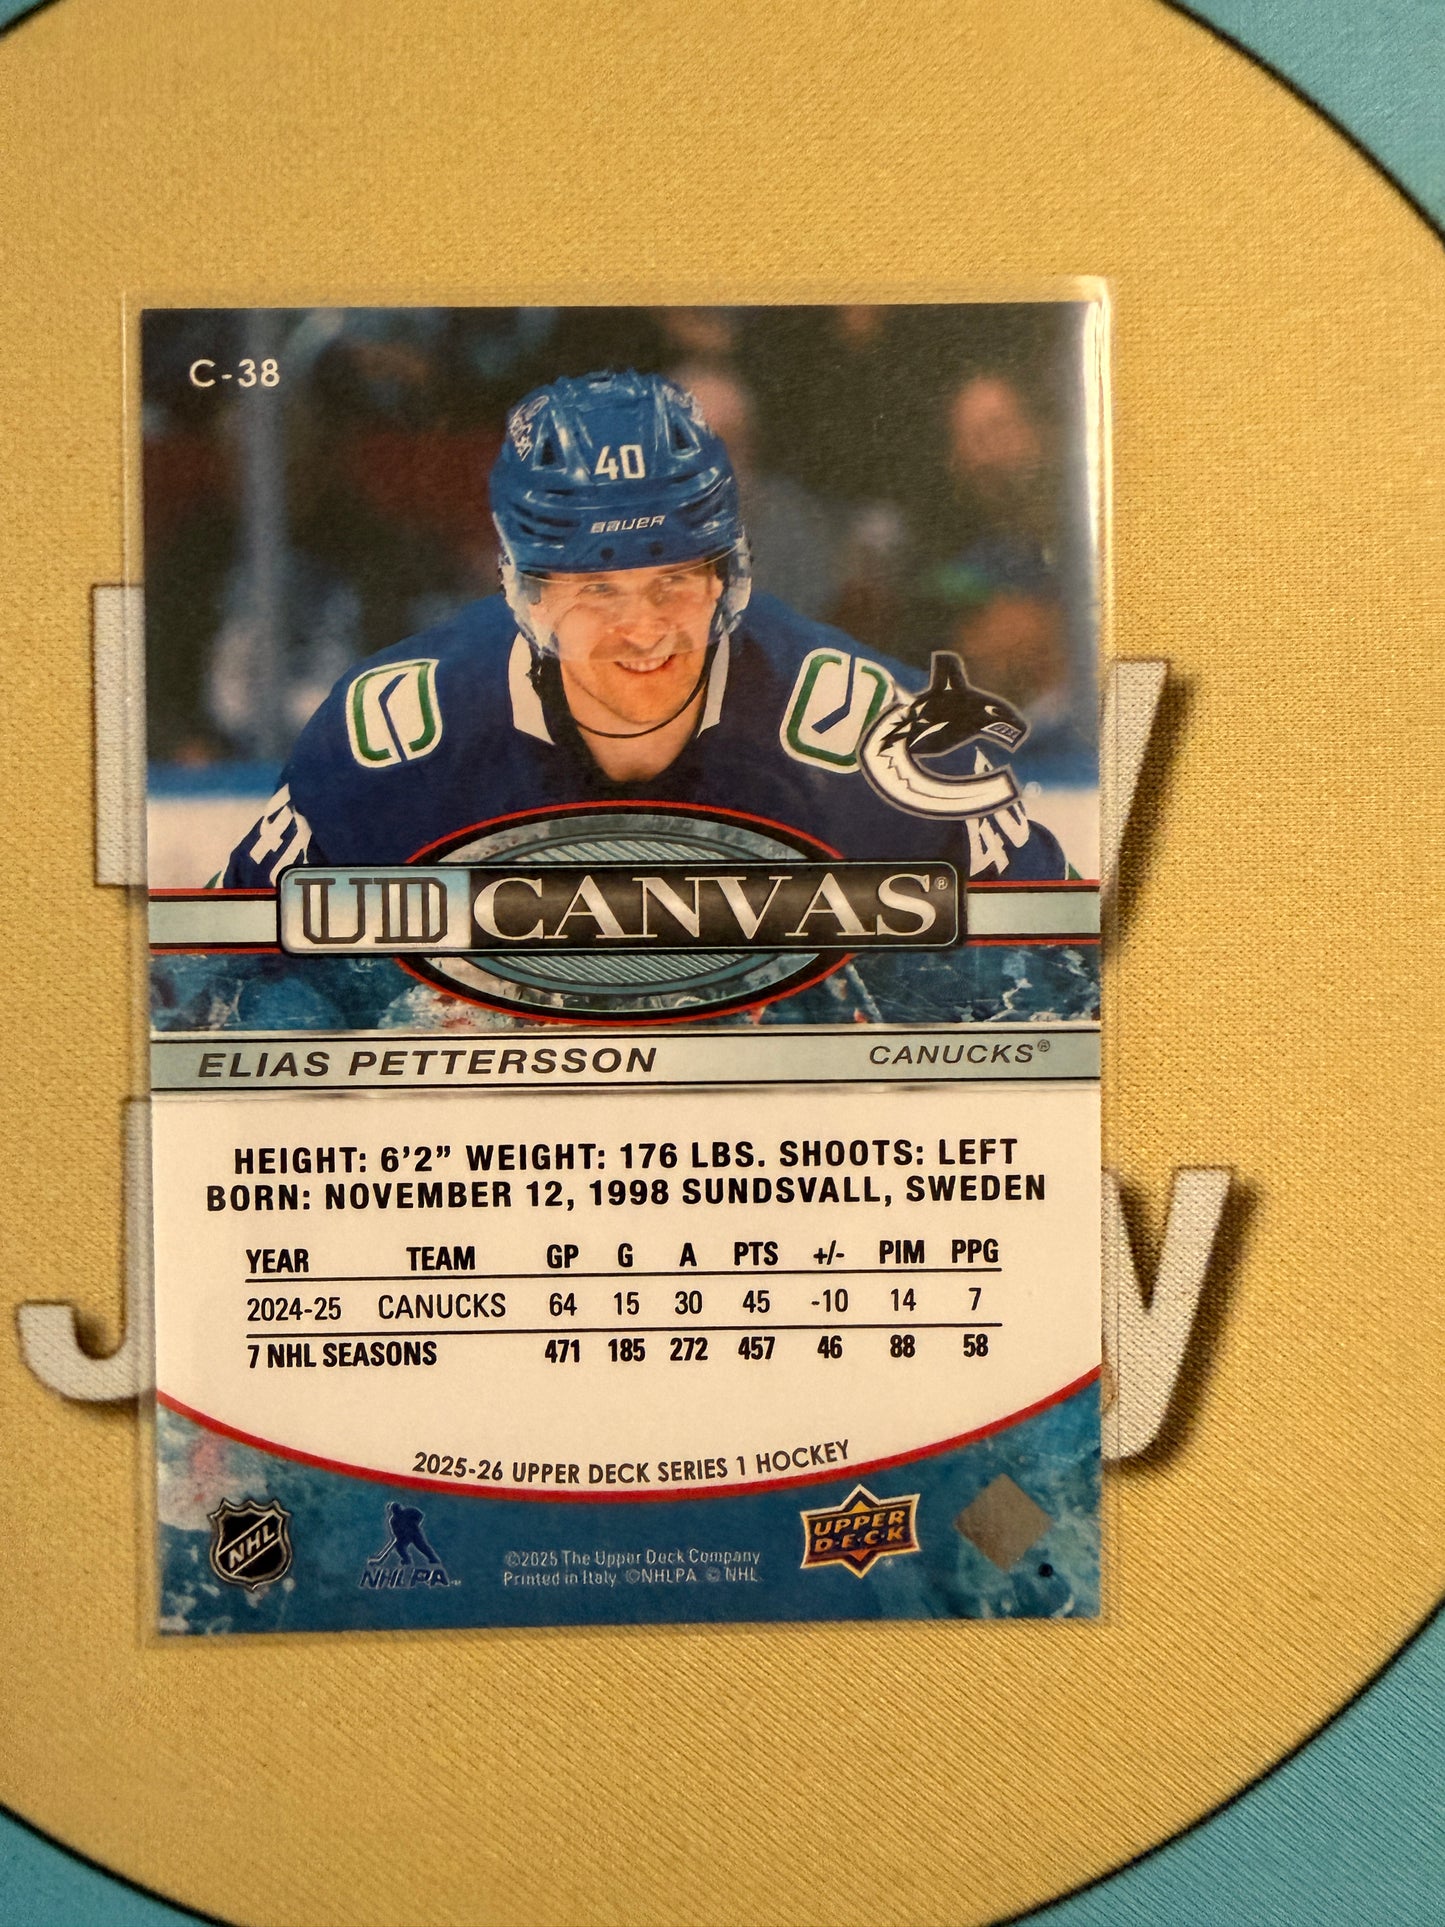 C-38
40
BAUER
40
UD CANVAS®
ELIAS PETTERSSON CANUCKS®
HEIGHT: 6'2" WEIGHT: 176 LBS. SHOOTS: LEFT
BORN: NOVEMBER 12, 1998 SUNDSVALL, SWEDEN
YEAR TEAM GP G A PTS +/- PIM PPG
2024-25 CANUCKS 64 15 30 45 -10 14 7
7 NHL SEASONS 471 185 272 457 46 88 58
2025-26 UPPER DECK SERIES 1 HOCKEY
NHL
NHLPA
©2025 The Upper Deck Company
Printed in Italy ©NHLPA © NHL
UPPER
D·E·C·K